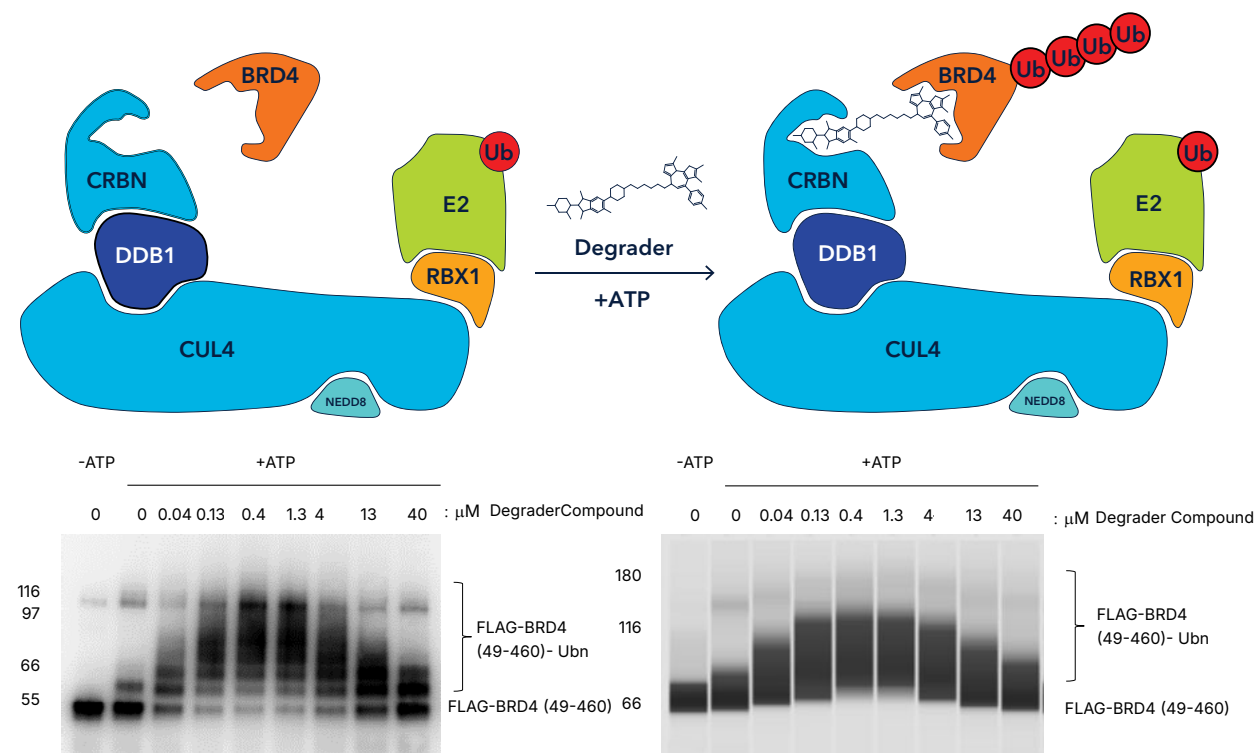 BRD4
CRBN
DDB1
CUL4
NEDD8
RBX1
E2
Ub
Degrader
+ATP
BRD4
Ub
Ub
Ub
Ub
CRBN
DDB1
CUL4
NEDD8
RBX1
E2
Ub
-ATP +ATP
0 0 0.04 0.13 0.4 1.3 4 13 40 : μM DegraderCompound
116
97
66
55
FLAG-BRD4
(49-460)- Ubn
FLAG-BRD4 (49-460)
-ATP +ATP
0 0 0.04 0.13 0.4 1.3 4 13 40 : μM Degrader Compound
180
116
66
FLAG-BRD4
(49-460)- Ubn
FLAG-BRD4 (49-460)